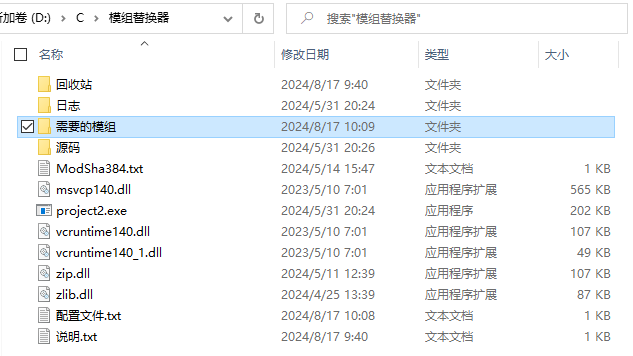 新加卷 (D:) › C › 模组替换器 搜索"模组替换器"
名称 修改日期 类型 大小
回收站 2024/8/17 9:40 文件夹
日志 2024/5/31 20:24 文件夹
需要的模组 2024/8/17 10:09 文件夹
源码 2024/5/31 20:26 文件夹
ModSha384.txt 2024/5/14 15:47 文本文档 1 KB
msvcp140.dll 2023/5/10 7:01 应用程序扩展 565 KB
project2.exe 2024/5/31 20:24 应用程序 202 KB
vcruntime140.dll 2023/5/10 7:01 应用程序扩展 107 KB
vcruntime140_1.dll 2023/5/10 7:01 应用程序扩展 49 KB
zip.dll 2024/5/11 12:39 应用程序扩展 107 KB
zlib.dll 2024/4/25 13:39 应用程序扩展 87 KB
配置文件.txt 2024/8/17 10:08 文本文档 1 KB
说明.txt 2024/8/17 9:40 文本文档 1 KB